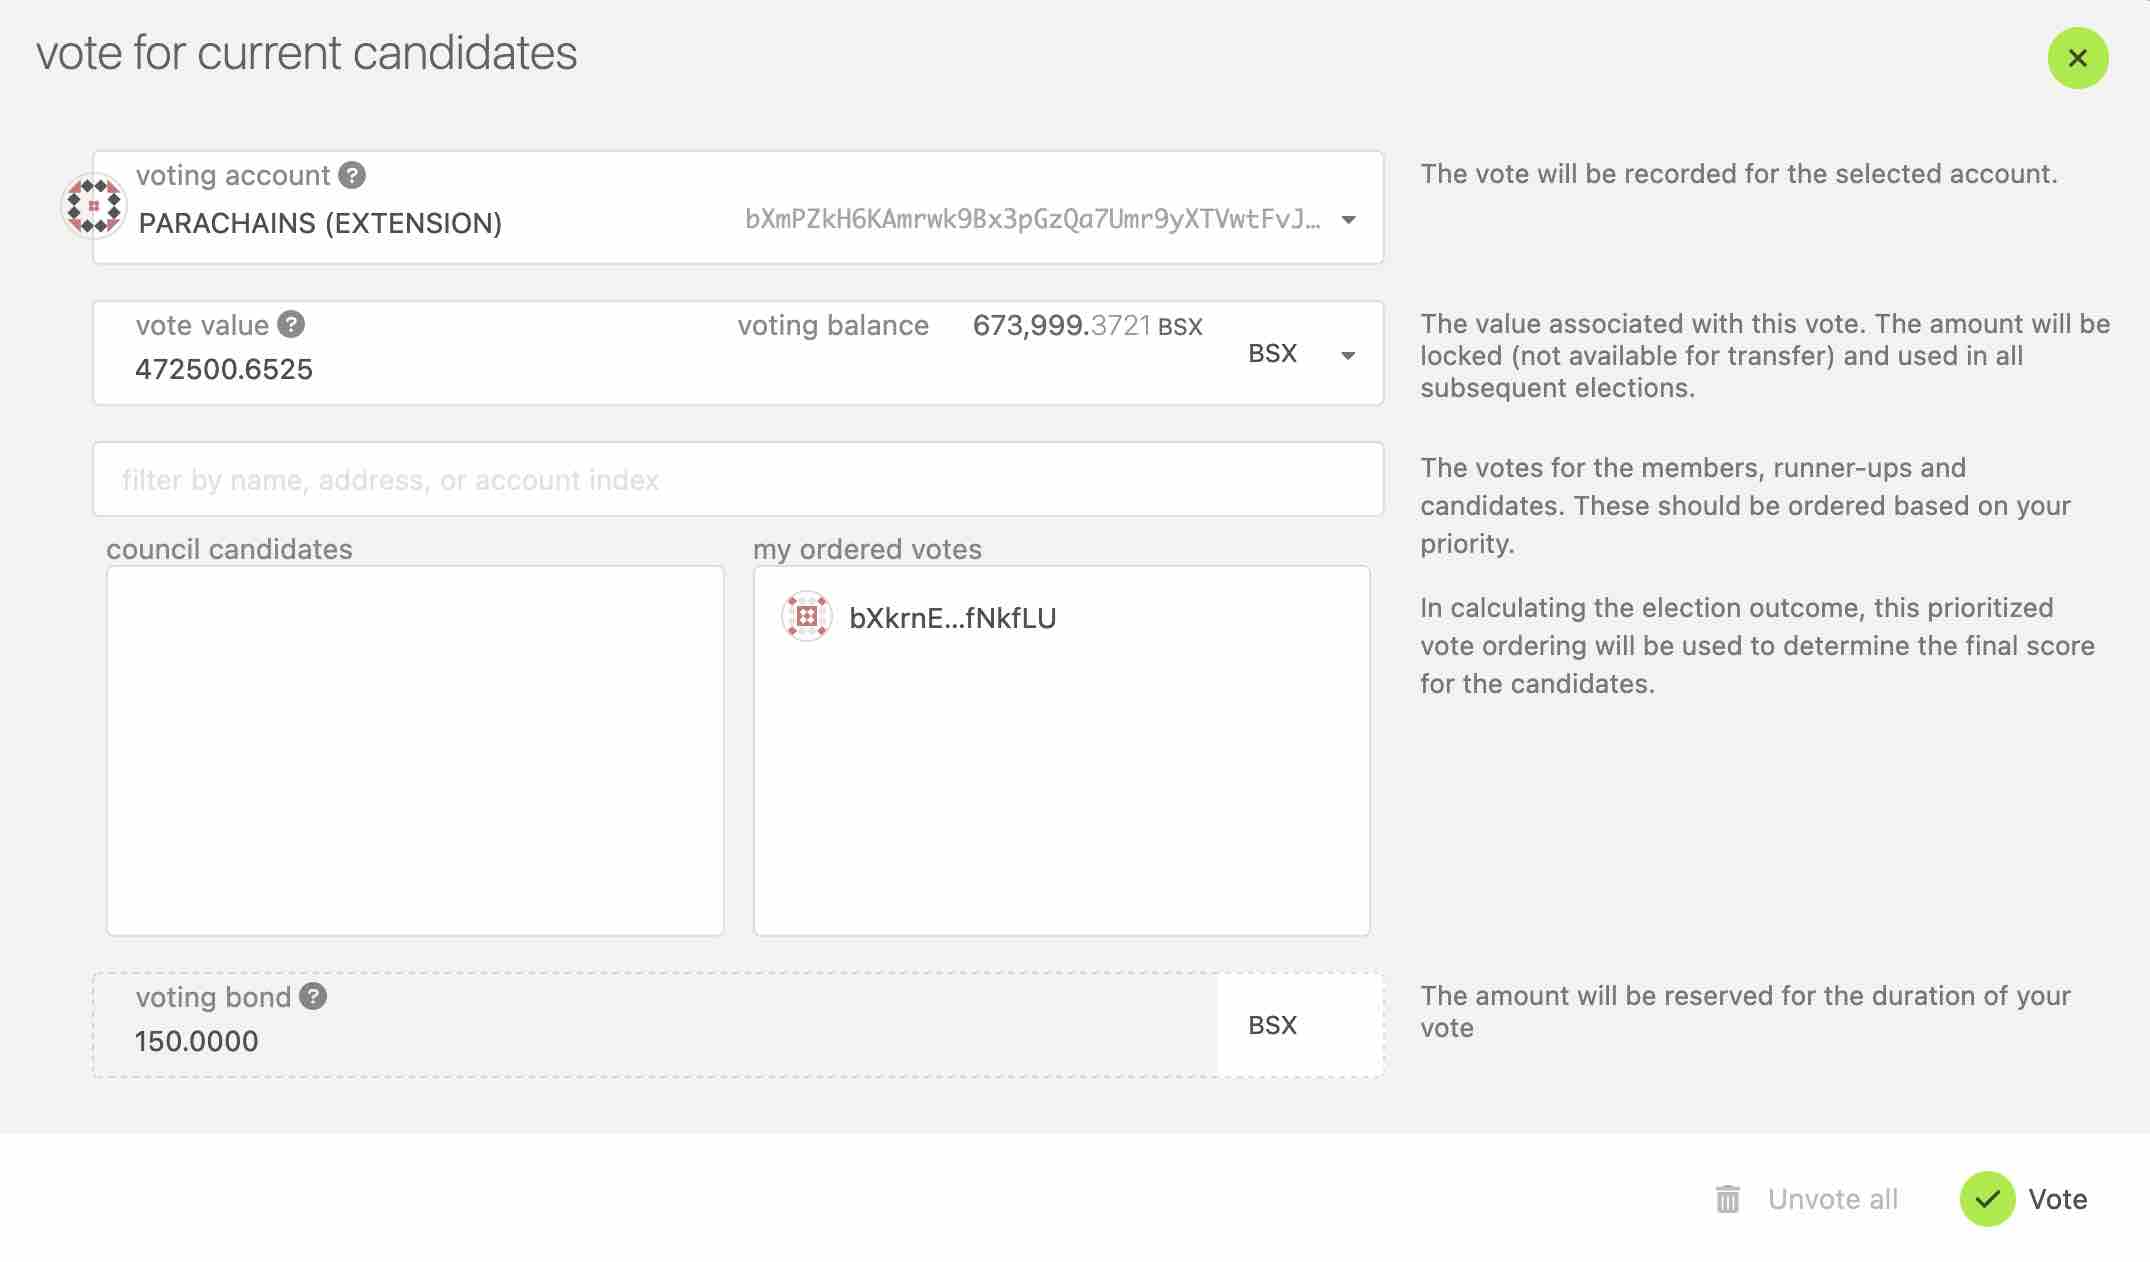 vote for current candidates
voting account ?
PARACHAINS (EXTENSION) bXmPZkH6KAmrwk9Bx3pGzQa7Umr9yXTVwtFvJ...
The vote will be recorded for the selected account.
vote value ? voting balance 673,999.3721 BSX
472500.6525 BSX
The value associated with this vote. The amount will be
locked (not available for transfer) and used in all
subsequent elections.
filter by name, address, or account index
The votes for the members, runner-ups and
candidates. These should be ordered based on your
priority.
In calculating the election outcome, this prioritized
vote ordering will be used to determine the final score
for the candidates.
council candidates
my ordered votes
bXkrnE...fNkfLU
voting bond ?
150.0000 BSX
The amount will be reserved for the duration of your
vote
Unvote all
Vote